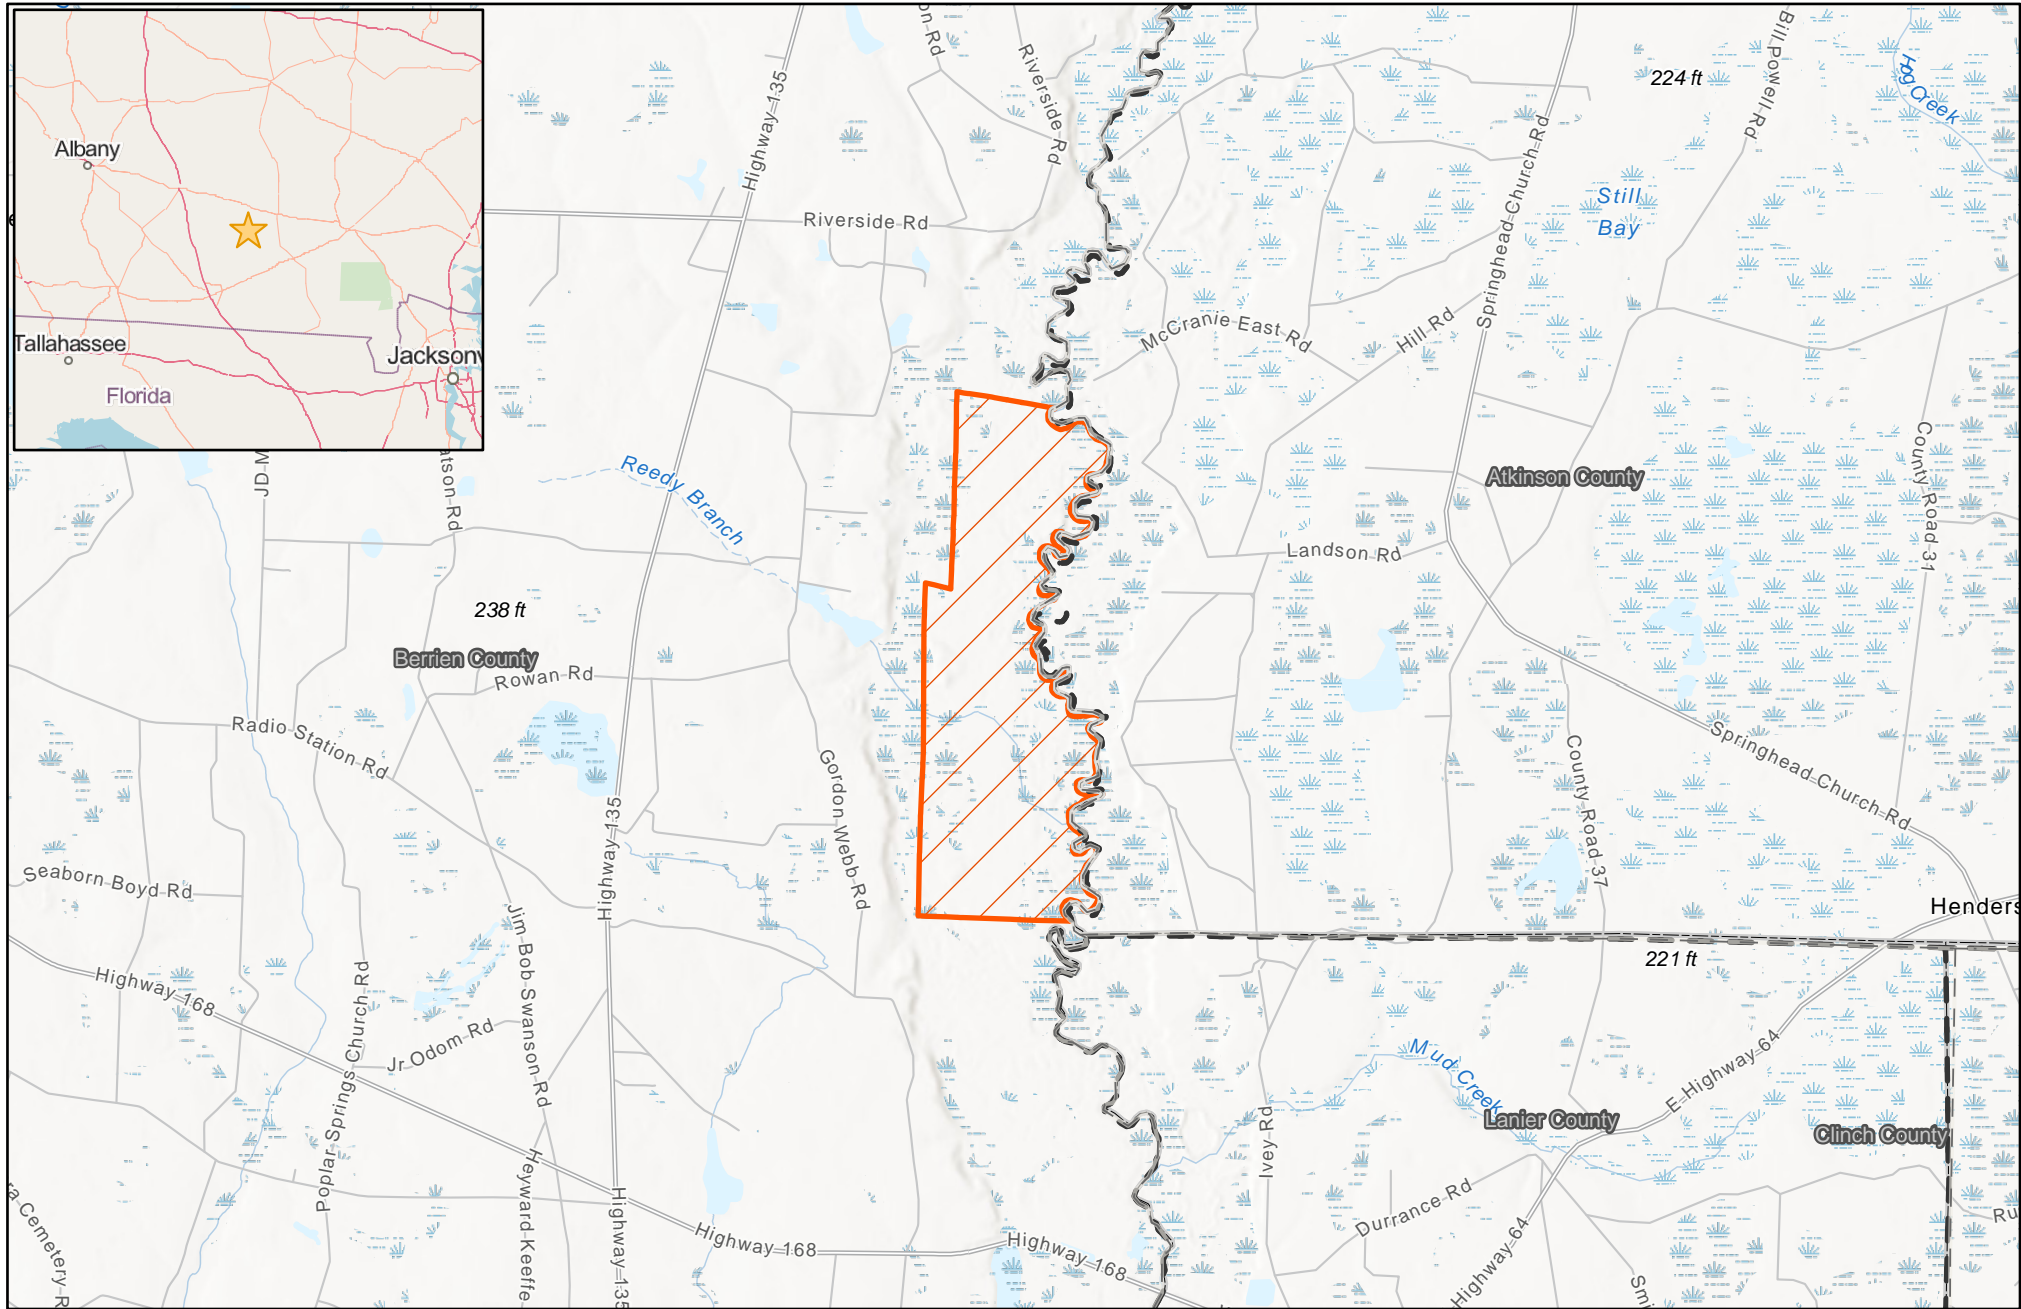 Albany
Tallahassee
Florida
Highway 135
Riverside Rd
Riverside Rd
224 ft
Bill Powell Rd
Hog Creek
Still
Bay
Springhead Church Rd
McCranie East Rd
Hill Rd
Reedy Branch
Atkinson County
County Road 31
Landson Rd
238 ft
Berrien County
Rowan Rd
Radio Station Rd
Gordon Webb Rd
Highway 135
Springhead Church Rd
County Road 37
Seaborn Boyd Rd
Jim Bob Swanson Rd
Highway 168
Poplar Springs Church Rd
Jr Odom Rd
221 ft
Mud Creek
E Highway 64
Lanier County
Clinch County
Ivey Rd
Durrance Rd
Highway 64
Heyward Keeffe
Highway 135
Highway 168
Highway 168